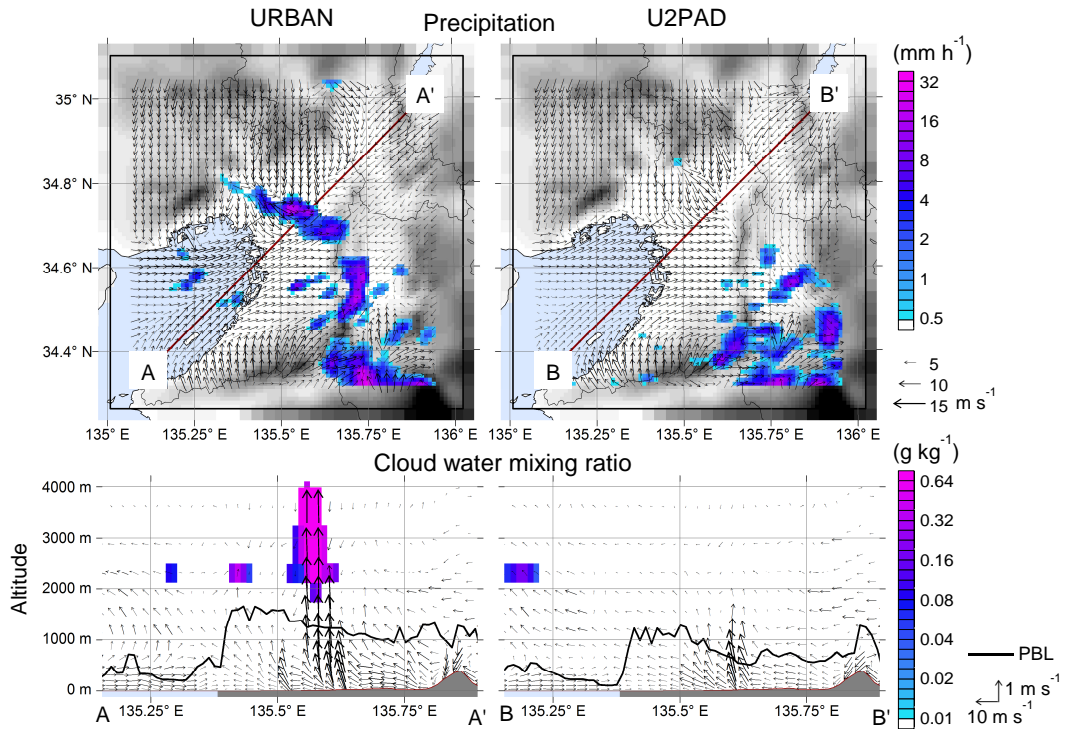 URBAN
Precipitation
U2PAD
(mm h⁻¹)
35° N
34.8° N
34.6° N
34.4° N
A'
A
B'
B
32
16
8
4
2
1
0.5
5
10
15 m s⁻¹
135° E 135.25° E 135.5° E 135.75° E 136° E
135° E 135.25° E 135.5° E 135.75° E 136° E
Cloud water mixing ratio
(g kg⁻¹)
Altitude
4000 m
3000 m
2000 m
1000 m
0 m
0.64
0.32
0.16
0.08
0.04
0.02
0.01
PBL
1 m s⁻¹
10 m s⁻¹
A 135.25° E 135.5° E 135.75° E A'
B 135.25° E 135.5° E 135.75° E B'